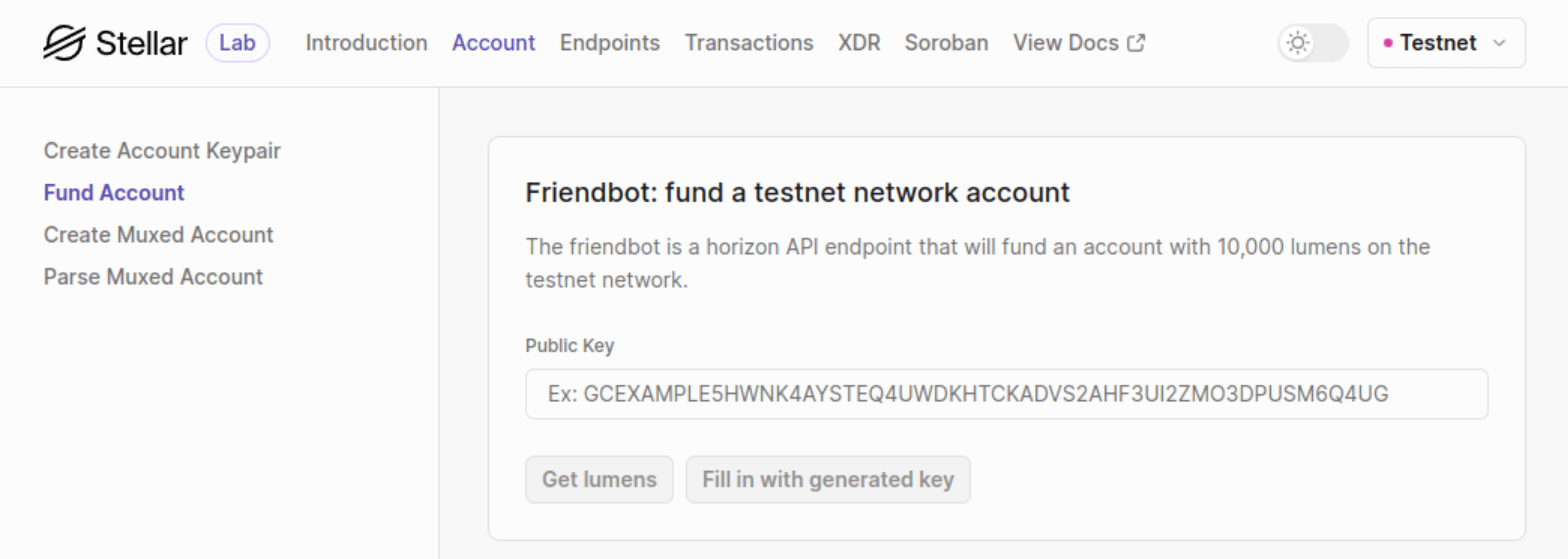 Stellar Lab Introduction Account Endpoints Transactions XDR Soroban View Docs Testnet
Create Account Keypair
Fund Account
Create Muxed Account
Parse Muxed Account
Friendbot: fund a testnet network account
The friendbot is a horizon API endpoint that will fund an account with 10,000 lumens on the
testnet network.
Public Key
Ex: GCEXAMPLE5HWNK4AYSTEQ4UWDKHTCKADVS2AHF3UI2ZMO3DPUSM6Q4UG
Get lumens Fill in with generated key